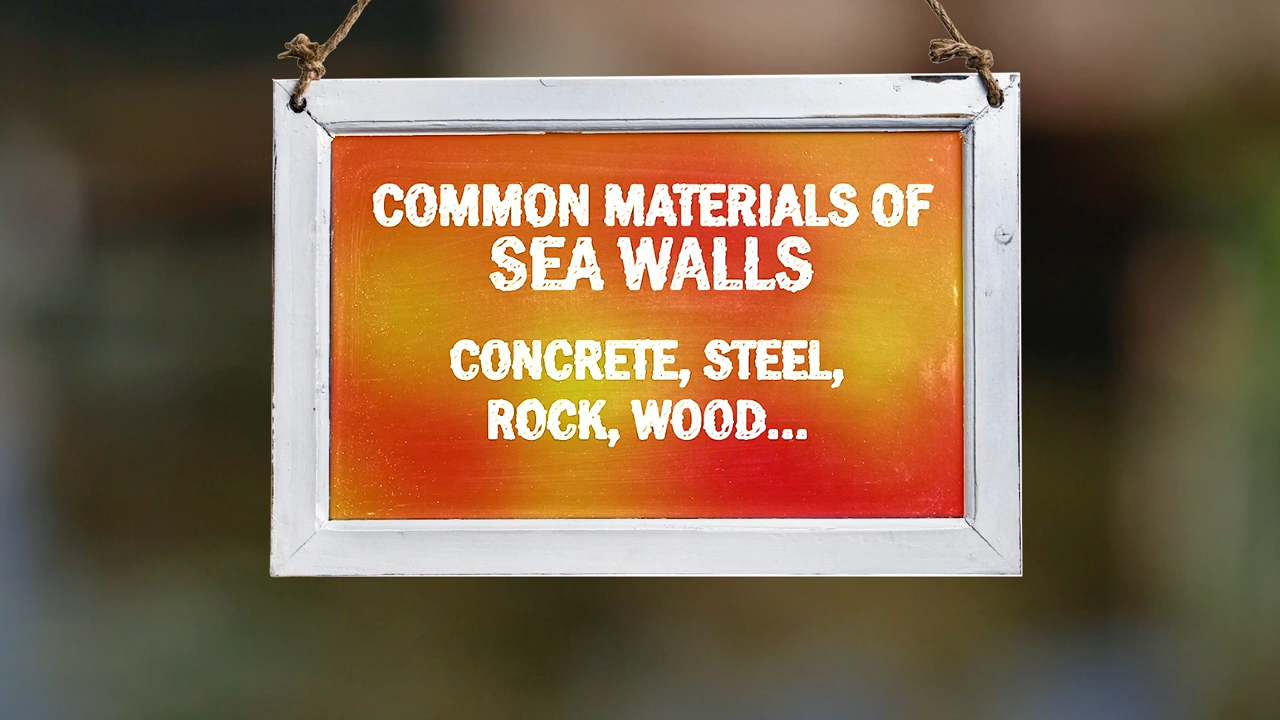 COMMON MATERIALS OF
SEA WALLS
CONCRETE, STEEL,
ROCK, WOOD...